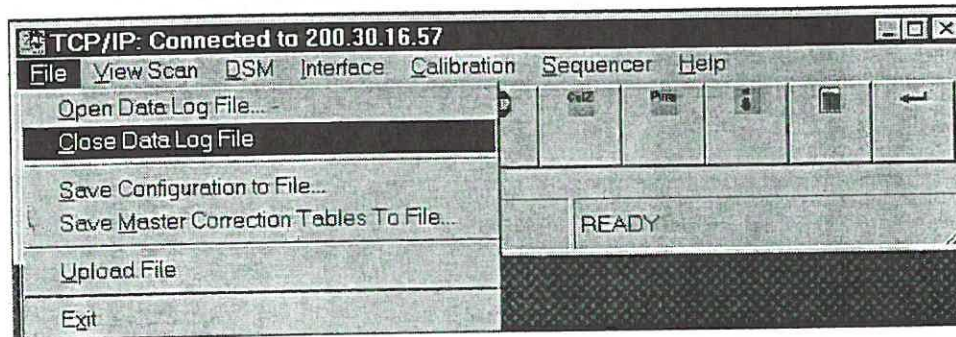 TCP/IP: Connected to 200.30.16.57
File View Scan DSM Interface Calibration Sequencer Help
Open Data Log File...
CalZ
Close Data Log File
Save Configuration to File...
Save Master Correction Tables To File...
READY
Upload File
Exit